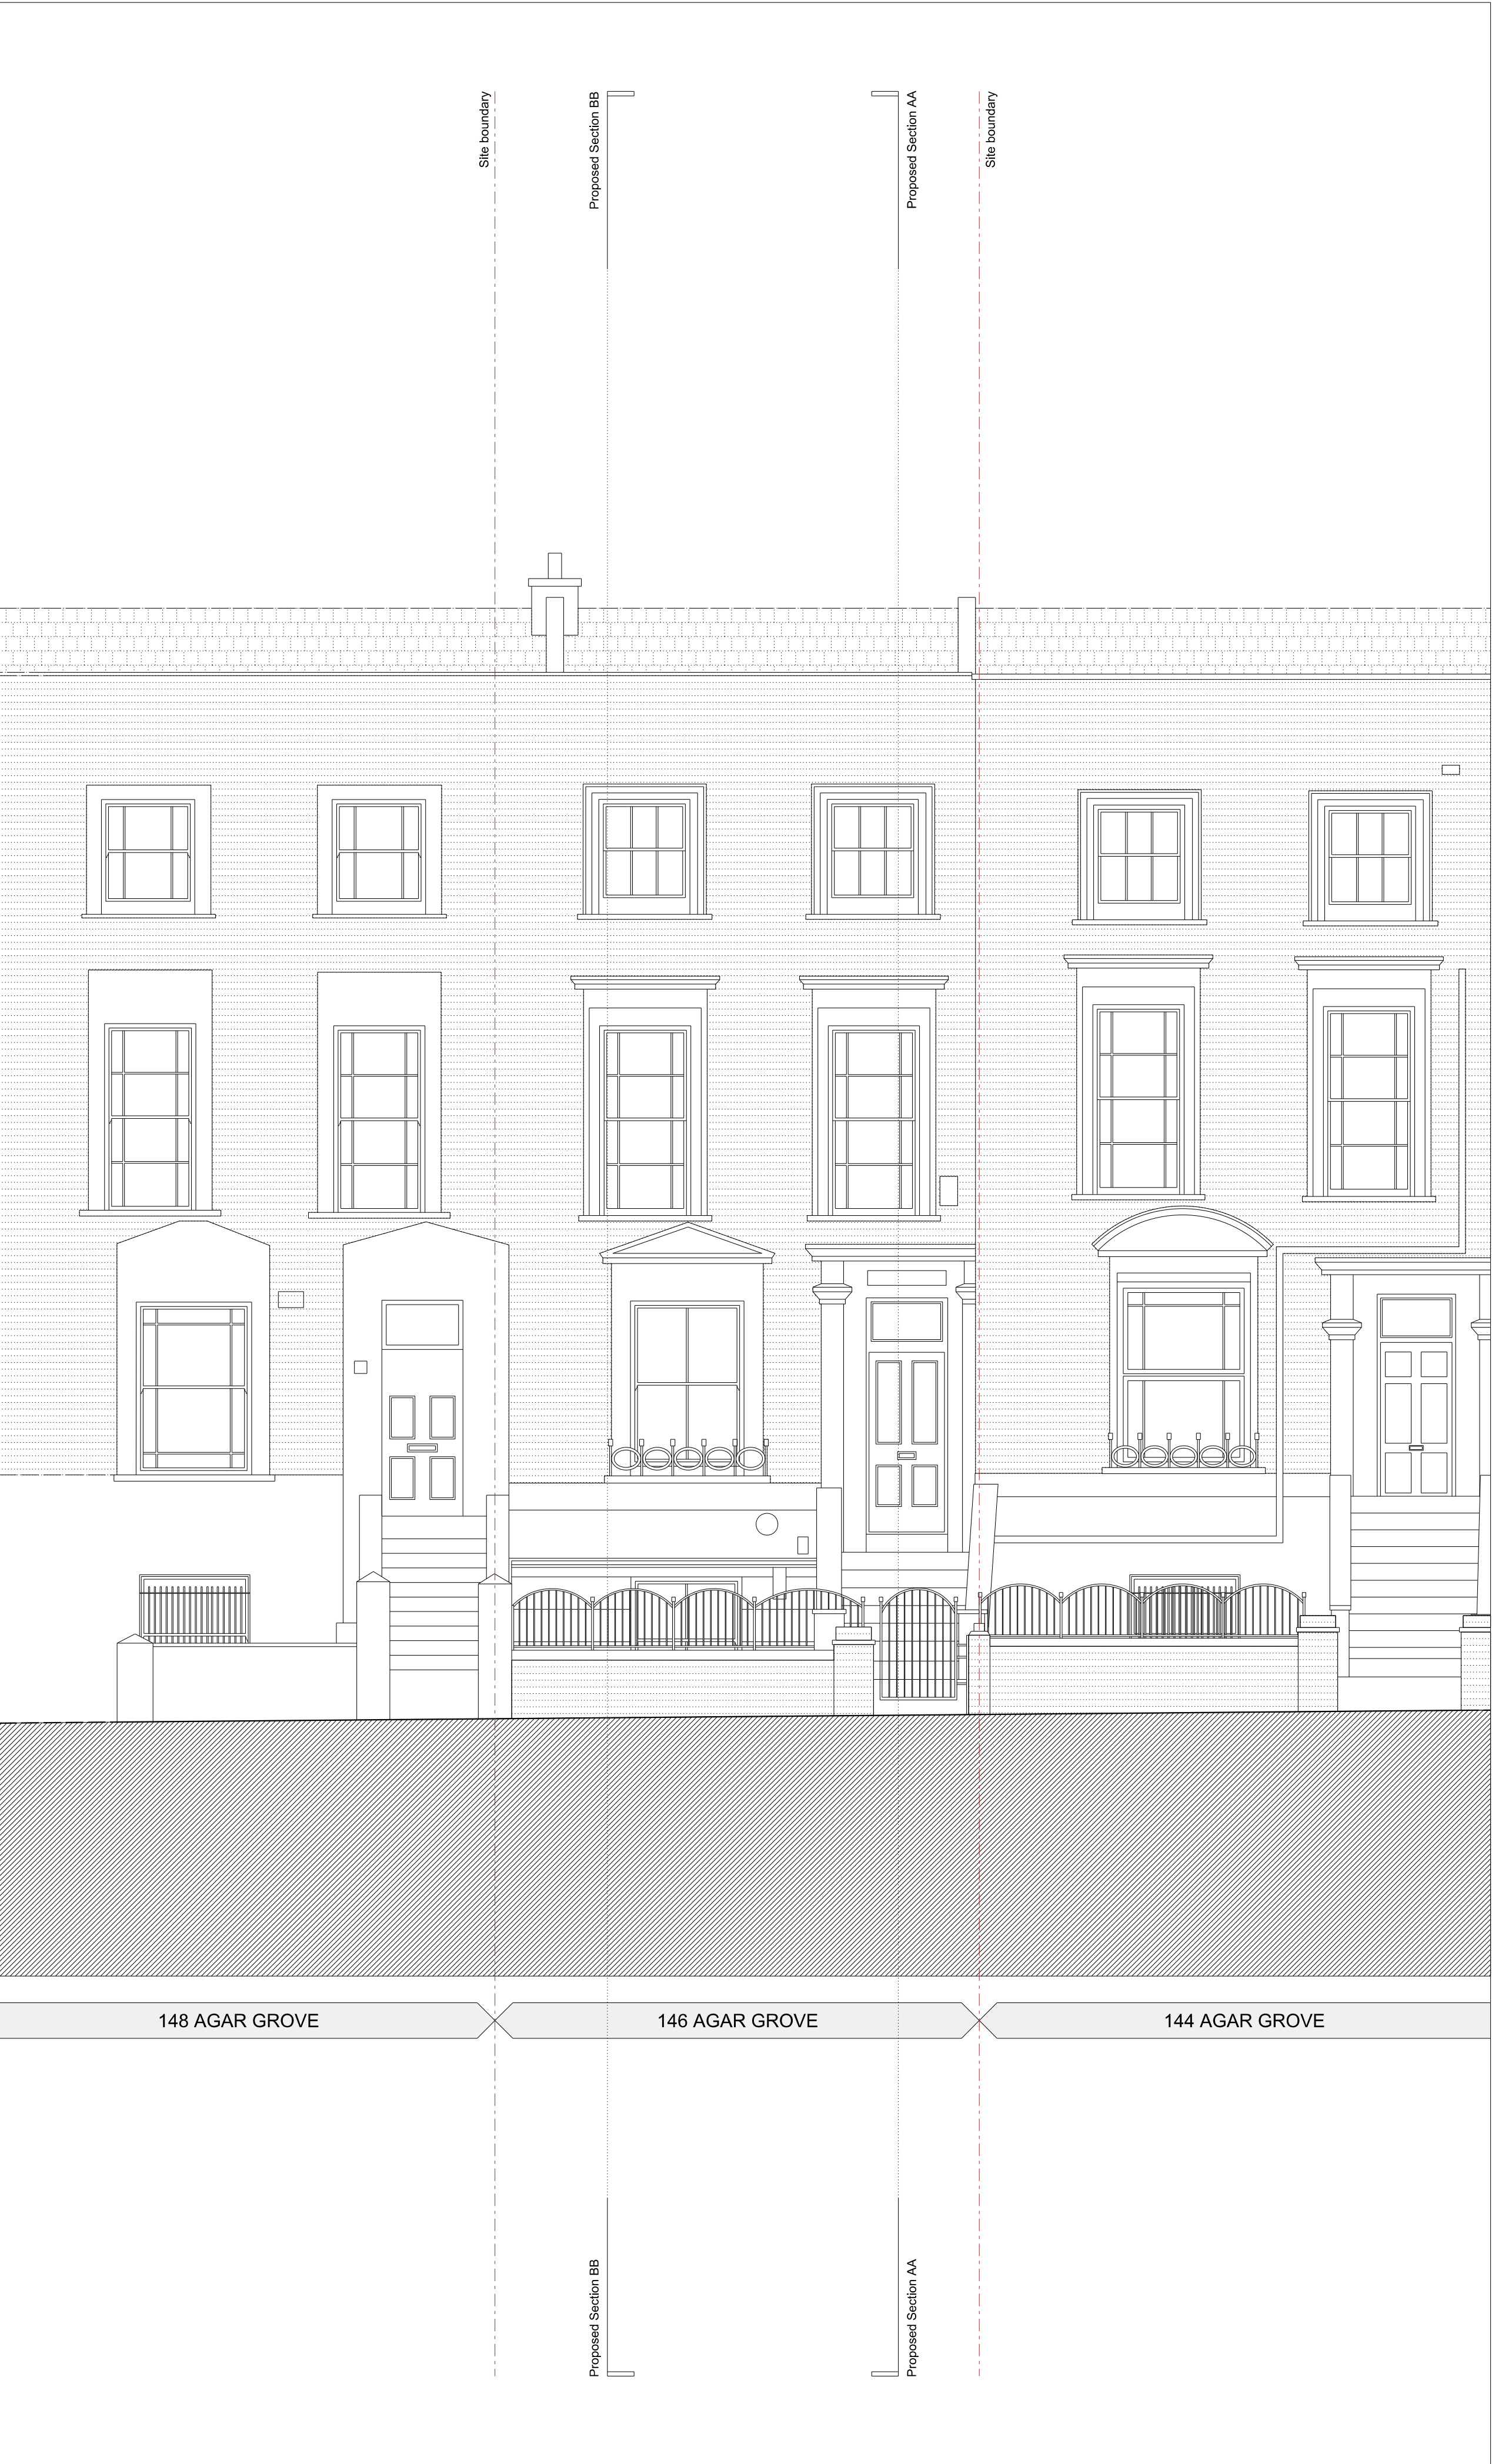 Site boundary
Proposed Section BB
Proposed Section AA
Site boundary
148 AGAR GROVE
146 AGAR GROVE
144 AGAR GROVE
Proposed Section BB
Proposed Section AA